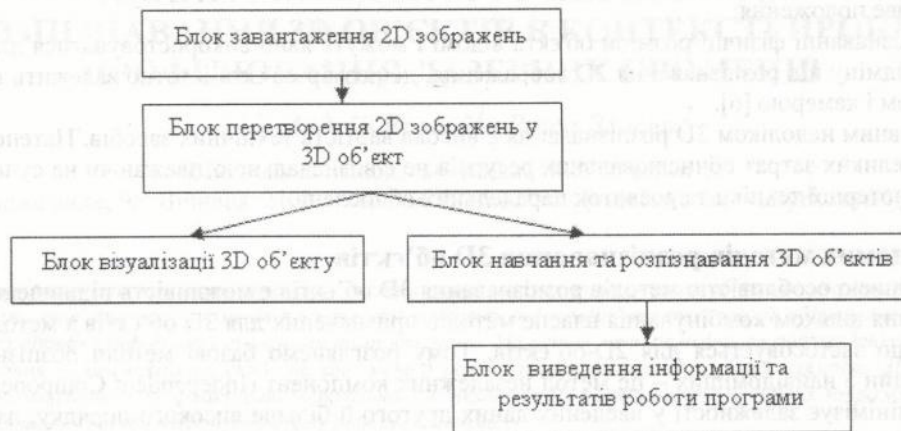 Блок завантаження 2D зображень
Блок перетворення 2D зображень у
3D об’єкт
Блок візуалізації 3D об’єкту
Блок навчання та розпізнавання 3D об’єктів
Блок виведення інформації та
результатів роботи програми